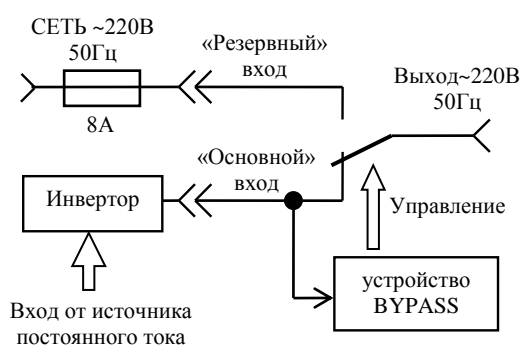 СЕТЬ ~220В
50Гц
8А
«Резервный»
вход
Выход~220В
50Гц
«Основной»
вход
Инвертор
Управление
устройство
BYPASS
Вход от источника
постоянного тока